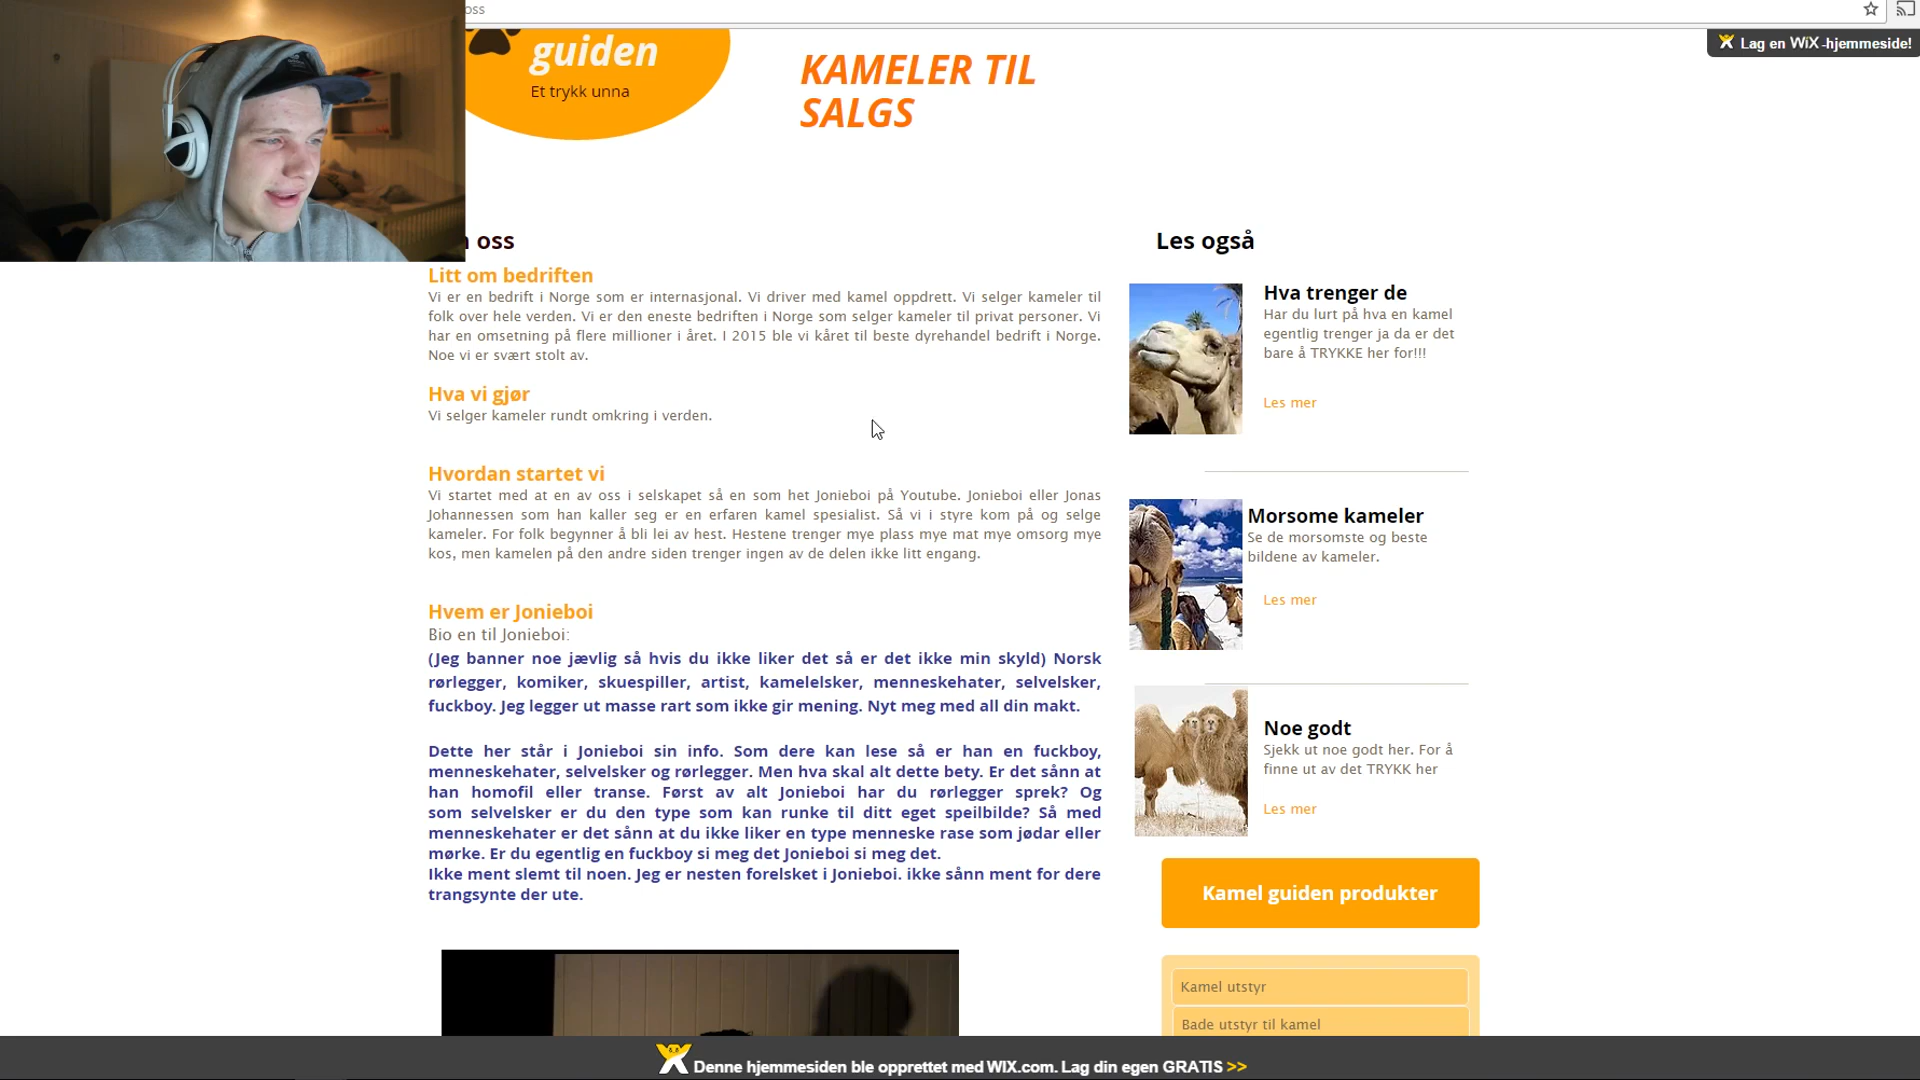 oss
Lag en WiX-hjemmeside!
guiden
Et trykk unna
KAMELER TIL
SALGS
oss
Litt om bedriften
Vi er en bedrift i Norge som er internasjonal. Vi driver med kamel oppdrett. Vi selger kameler til
folk over hele verden. Vi er den eneste bedriften i Norge som selger kameler til privat personer. Vi
har en omsetning på flere millioner i året. I 2015 ble vi kåret til beste dyrehandel bedrift i Norge.
Noe vi er svært stolt av.
Hva vi gjør
Vi selger kameler rundt omkring i verden.
Hvordan startet vi
Vi startet med at en av oss i selskapet så en som het Jonieboi på Youtube. Jonieboi eller Jonas
Johannessen som han kaller seg er en erfaren kamel spesialist. Så vi i styre kom på og selge
kameler. For folk begynner å bli lei av hest. Hestene trenger mye plass mye mat mye omsorg mye
kos, men kamelen på den andre siden trenger ingen av de delen ikke litt engang.
Hvem er Jonieboi
Bio en til Jonieboi:
(Jeg banner noe jævlig så hvis du ikke liker det så er det ikke min skyld) Norsk
rørlegger, komiker, skuespiller, artist, kamelelsker, menneskehater, selvelsker,
fuckboy. Jeg legger ut masse rart som ikke gir mening. Nyt meg med all din makt.
Dette her står i Jonieboi sin info. Som dere kan lese så er han en fuckboy,
menneskehater, selvelsker og rørlegger. Men hva skal alt dette bety. Er det sånn at
han homofil eller transe. Først av alt Jonieboi har du rørlegger sprek? Og
som selvelsker er du den type som kan runke til ditt eget speilbilde? Så med
menneskehater er det sånn at du ikke liker en type menneske rase som jødar eller
mørke. Er du egentlig en fuckboy si meg det Jonieboi si meg det.
Ikke ment slemt til noen. Jeg er nesten forelsket i Jonieboi. ikke sånn ment for dere
trangsynte der ute.
Les også
Hva trenger de
Har du lurt på hva en kamel
egentlig trenger ja da er det
bare å TRYKKE her for!!!
Les mer
Morsome kameler
Se de morsomste og beste
bildene av kameler.
Les mer
Noe godt
Sjekk ut noe godt her. For å
finne ut av det TRYKK her
Les mer
Kamel guiden produkter
Kamel utstyr
Bade utstyr til kamel
Denne hjemmesiden ble opprettet med WIX.com. Lag din egen GRATIS >>